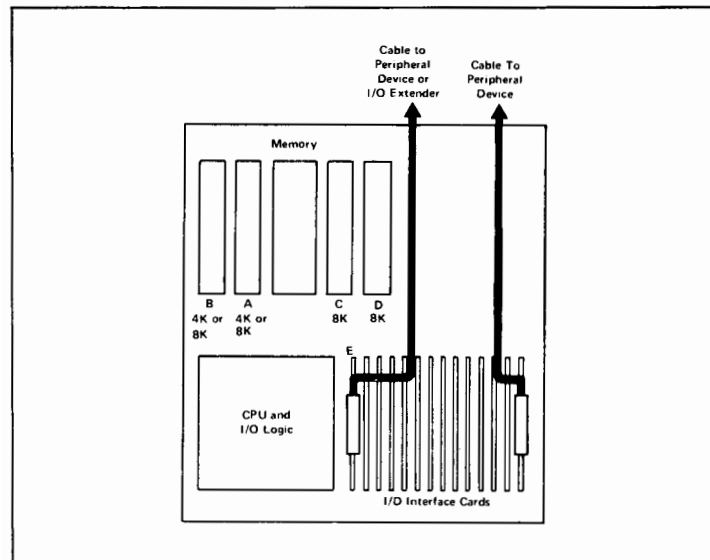 Cable to
Peripheral
Device or
I/O Extender
Cable To
Peripheral
Device
Memory
B
4K or
8K
A
4K or
8K
C
8K
D
8K
E
CPU and
I/O Logic
I/D Interface Cards